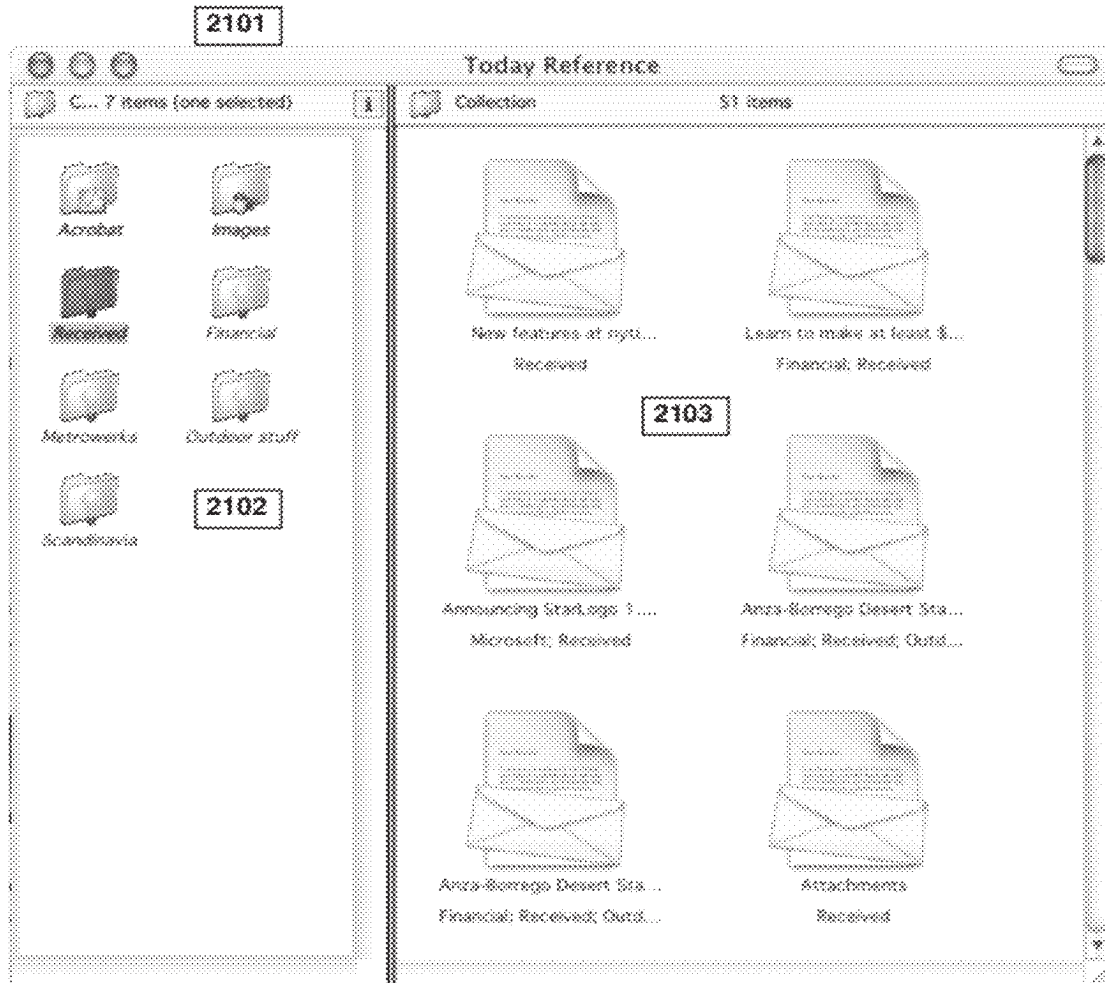 2101
Today Reference
C... 7 items (one selected)
i
Collection
51 items
Acrobat
Images
Received
Financial
Metrowerks
Outdoor stuff
Scandinavia
2102
New features at nyti...
Received
Learn to make at least $...
Financial; Received
2103
Announcing StarLogo 1....
Microsoft; Received
Anza-Borrego Desert Sta...
Financial; Received; Outd...
Anza-Borrego Desert Sta...
Financial; Received; Outd...
Attachments
Received